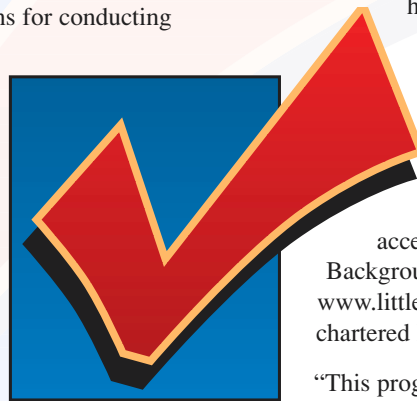 ns for conducting
h
acce
Backgrou
www.little
chartered
“This prog